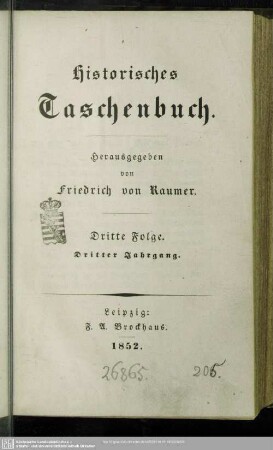 Historisches
Taschenbuch.
Herausgegeben
von
Friedrich von Raumer.
Dritte Folge.
Dritter Jahrgang.
Leipzig:
F. A. Brockhaus.
1852.
26865.
205.